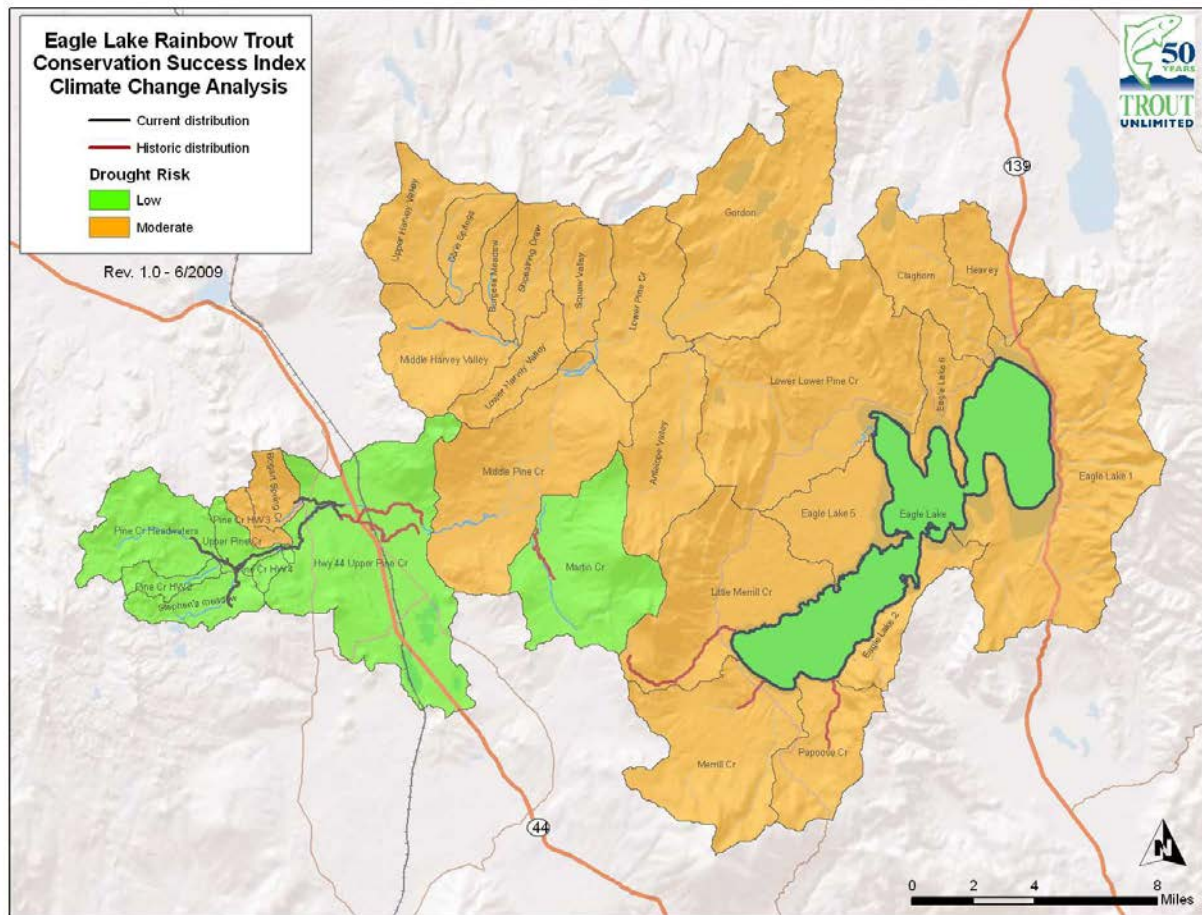 Eagle Lake Rainbow Trout
Conservation Success Index
Climate Change Analysis
Current distribution
Historic distribution
Drought Risk
Low
Moderate
Rev. 1.0 - 6/2009
50
YEARS
TROUT
UNLIMITED
139
Gordon
Upper Harvey Valley
Burgess Meadow
Shoestring Draw
Squaw Valley
Lower Pine Cr
Claghorn
Heavey
Middle Harvey Valley
Lower Harvey Valley
Lower Lower Pine Cr
Eagle Lake 6
Antelope Valley
Middle Pine Cr
Eagle Lake 1
Eagle Lake 5
Eagle Lake
Pine Cr HW3
Pine Cr Headwaters
Upper Pine Cr
Pine Cr HW4
Hwy 44 Upper Pine Cr
Martin Cr
Pine Cr HW2
Stephen's meadow
Little Merrill Cr
Eagle Lake 2
Papoose Cr
Merrill Cr
44
N
0 2 4 8
Miles